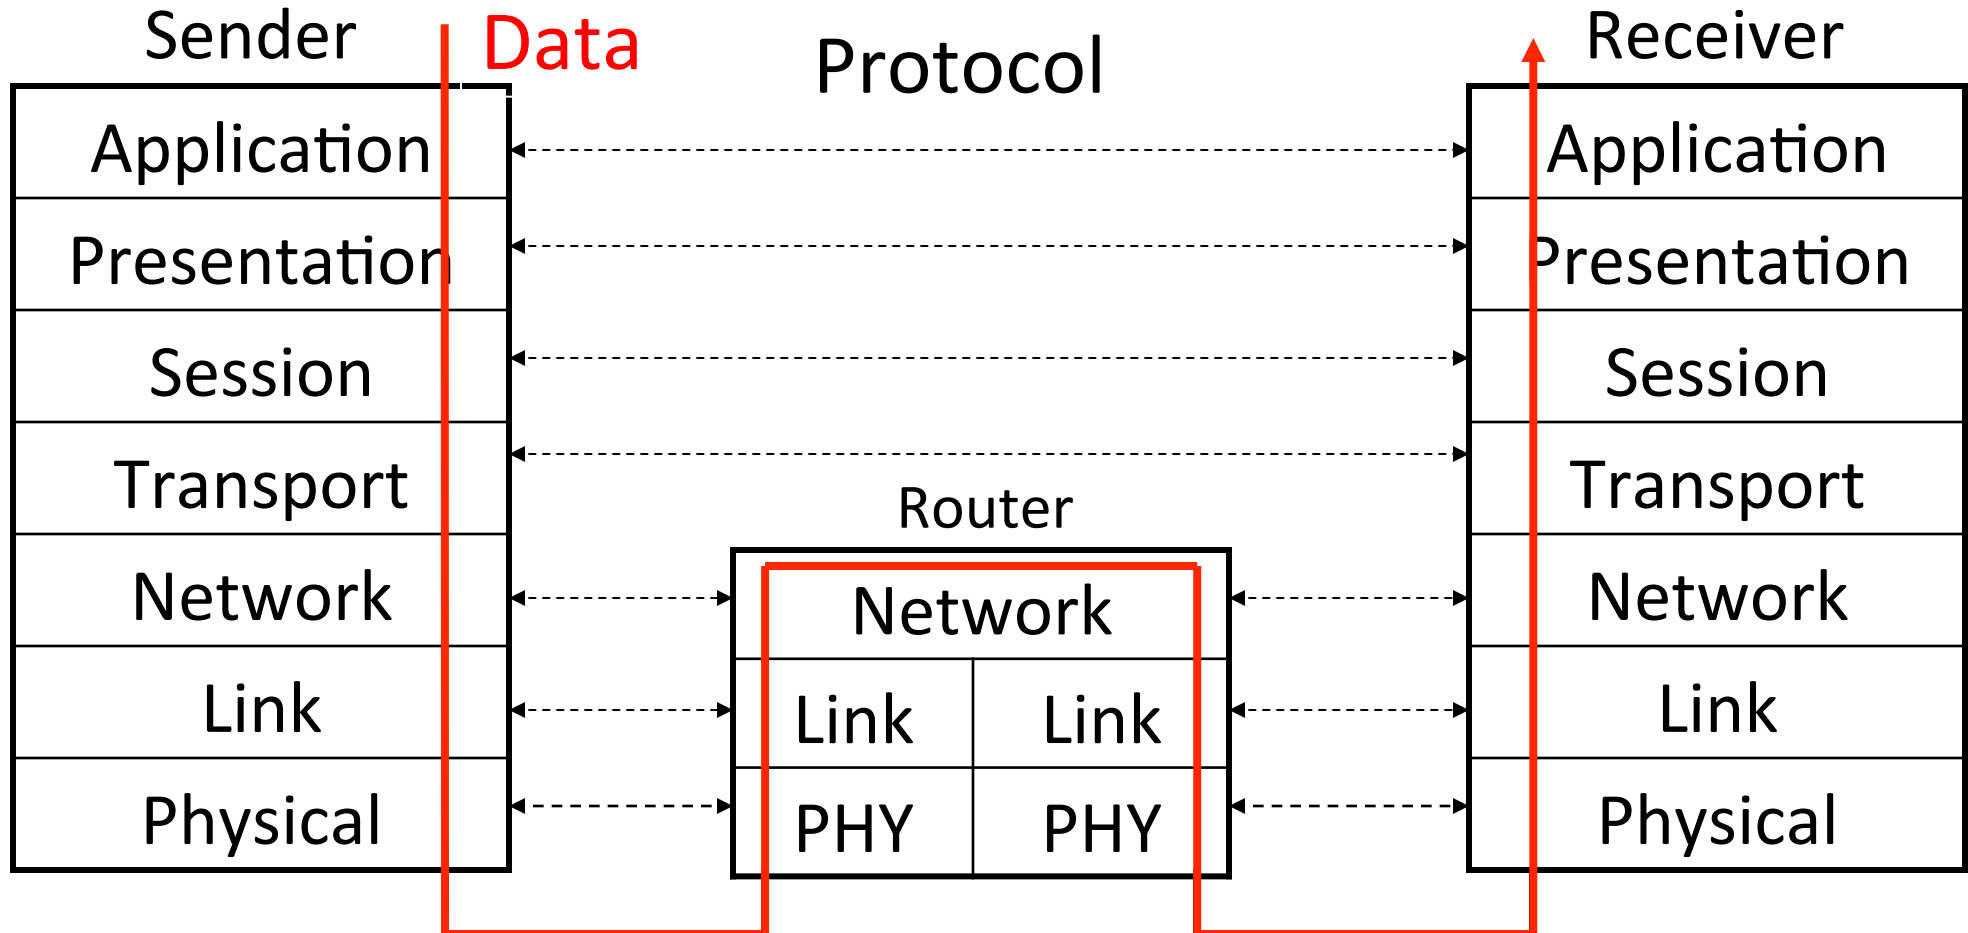 Sender
Data
Protocol
Receiver
Application
Presentation
Session
Transport
Network
Link
Physical
Router
Network
Link
Link
PHY
PHY
Application
Presentation
Session
Transport
Network
Link
Physical